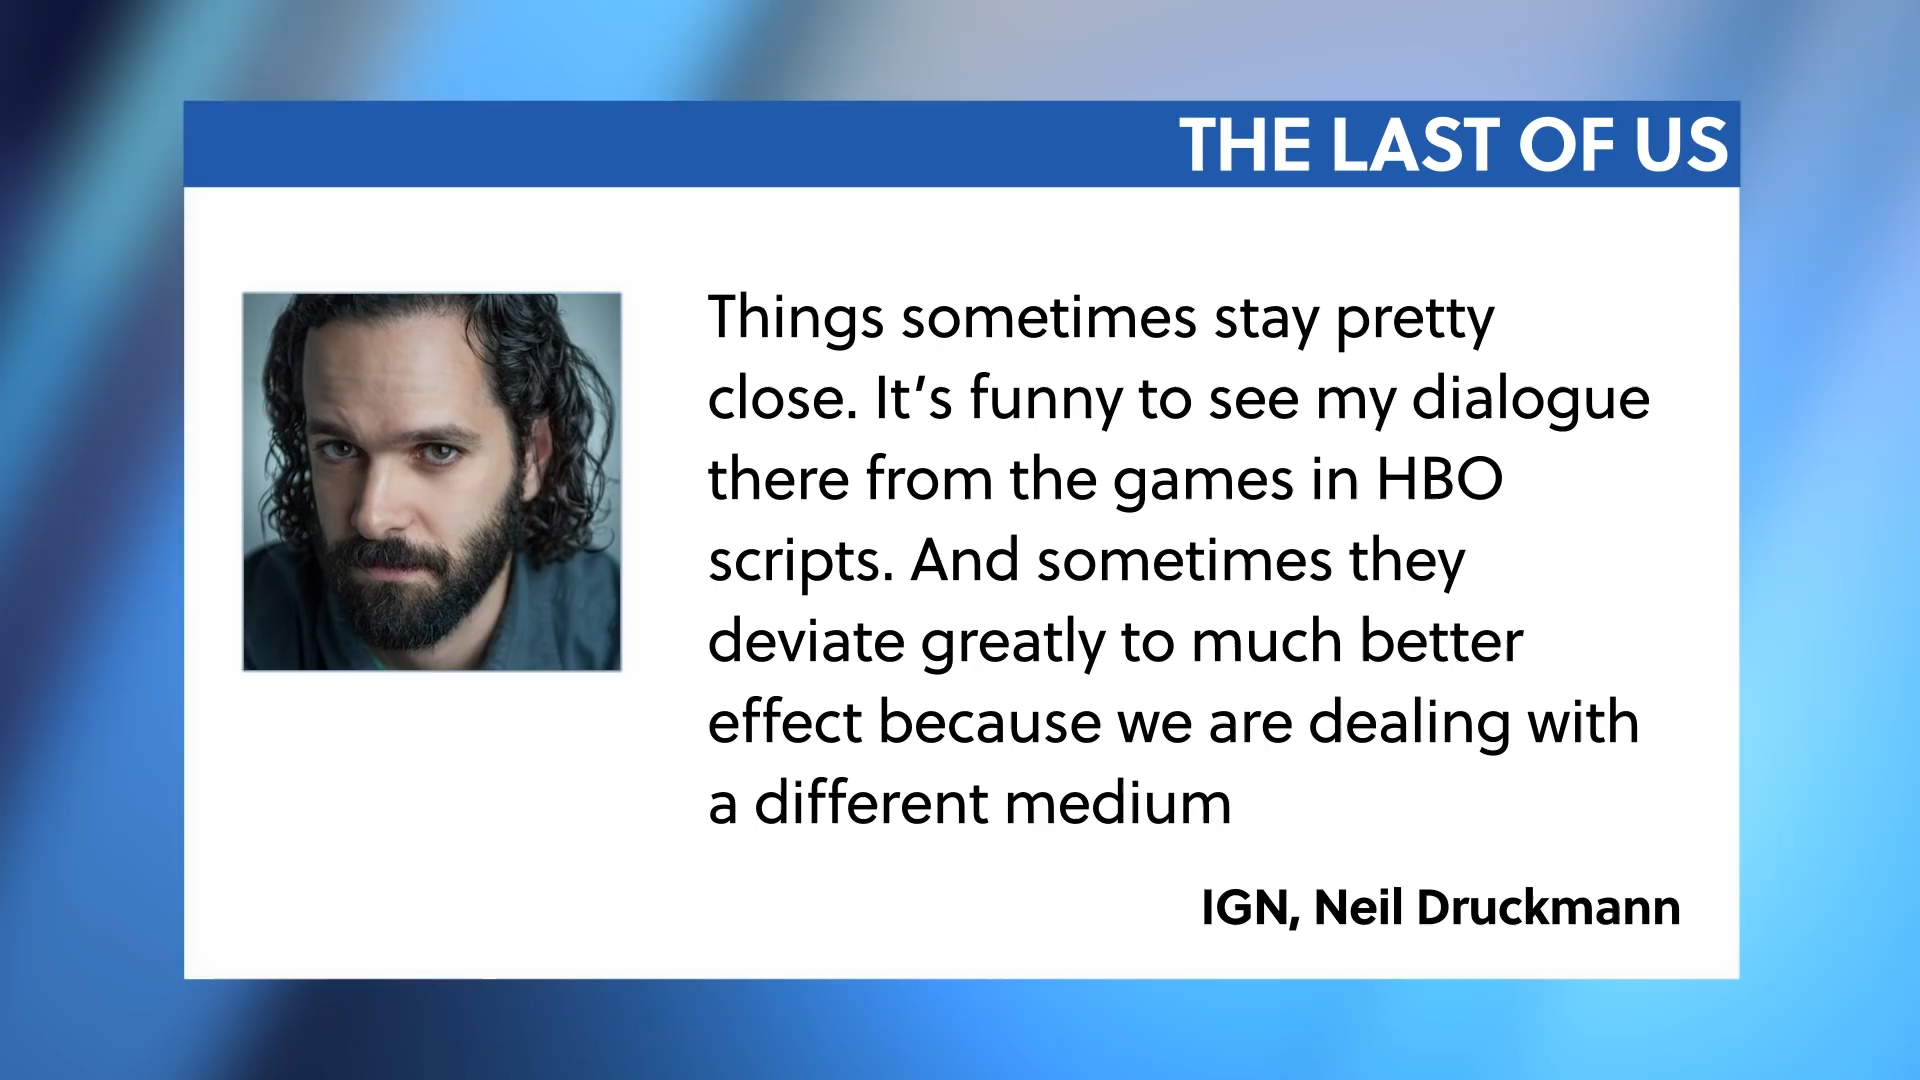 THE LAST OF US
Things sometimes stay pretty
close. It’s funny to see my dialogue
there from the games in HBO
scripts. And sometimes they
deviate greatly to much better
effect because we are dealing with
a different medium
IGN, Neil Druckmann